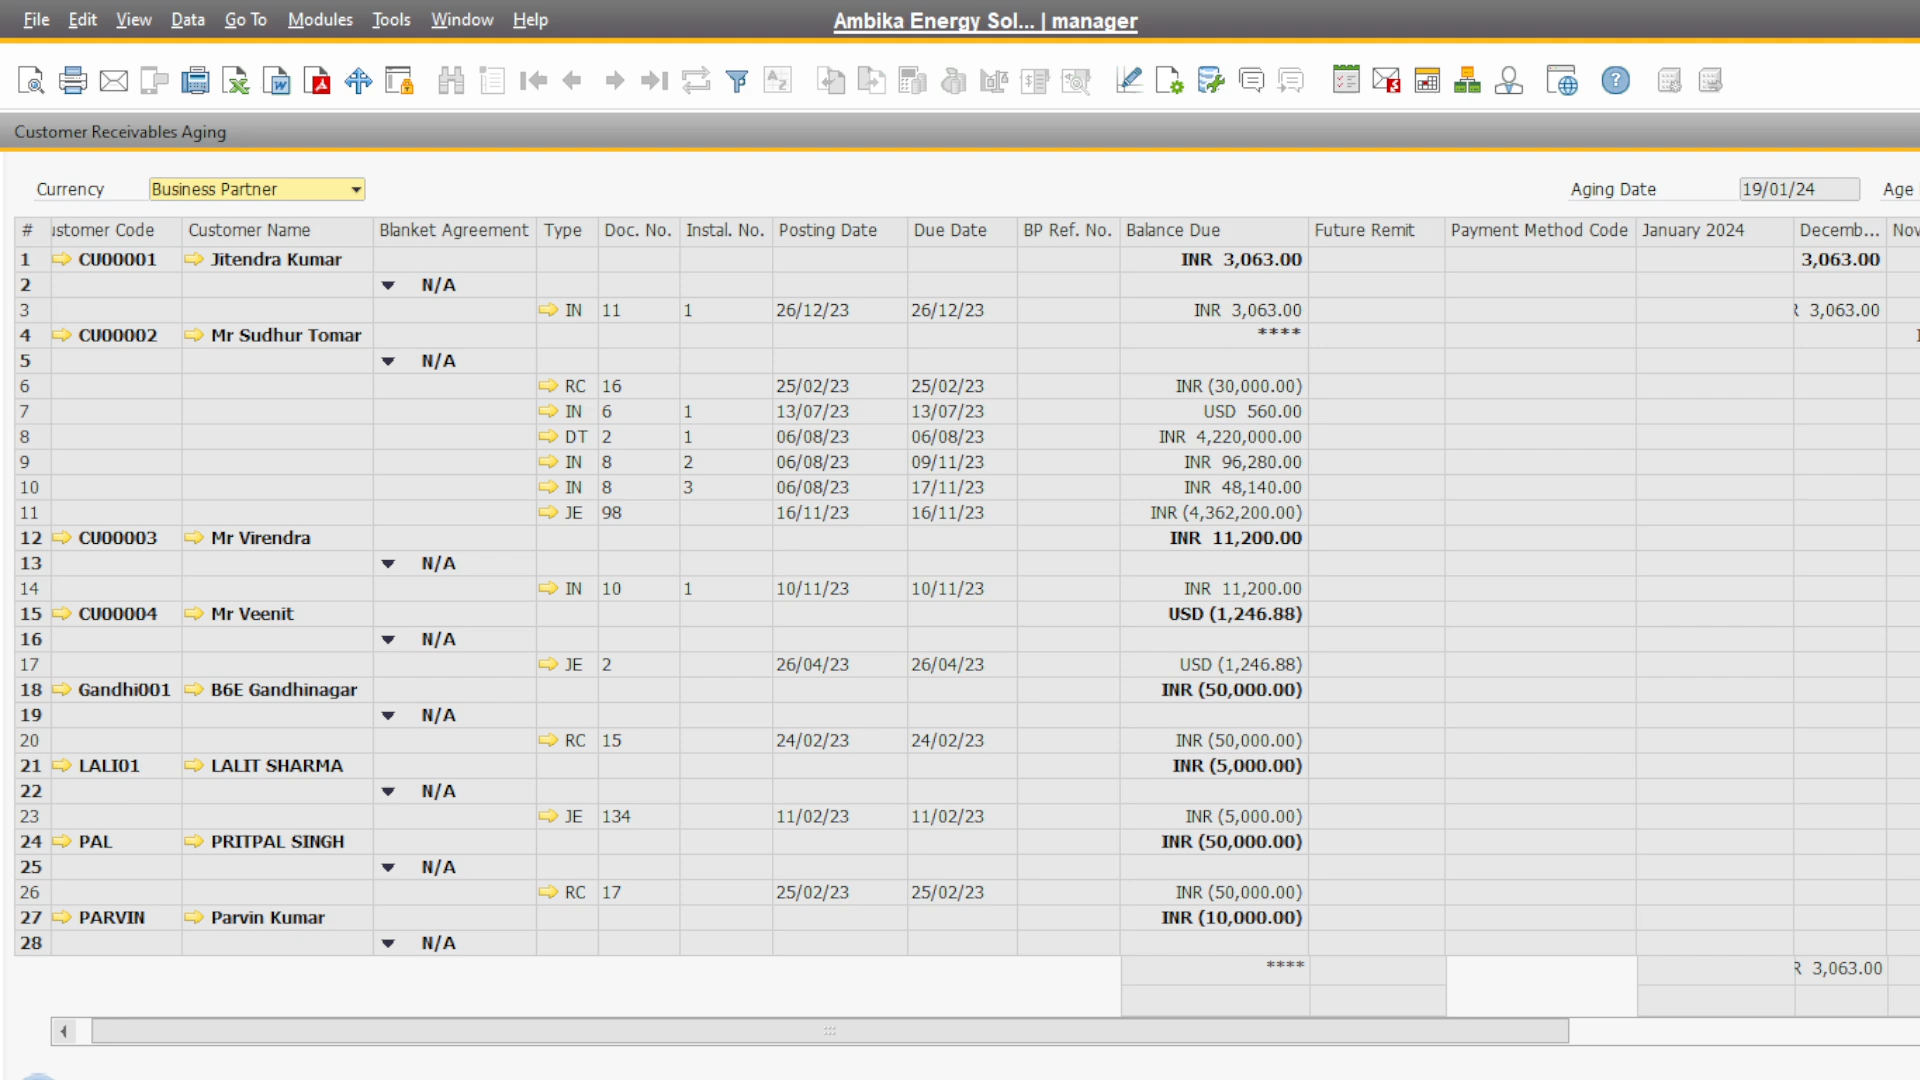 File Edit View Data Go To Modules Tools Window Help Ambika Energy Sol... | manager
Customer Receivables Aging
Currency Business Partner Aging Date 19/01/24 Age
# Customer Code Customer Name Blanket Agreement Type Doc. No. Instal. No. Posting Date Due Date BP Ref. No. Balance Due Future Remit Payment Method Code January 2024 Decemb... Nov
1 CU00001 Jitendra Kumar INR 3,063.00 3,063.00
2 N/A
3 IN 11 1 26/12/23 26/12/23 INR 3,063.00 R 3,063.00
4 CU00002 Mr Sudhur Tomar ****
5 N/A
6 RC 16 25/02/23 25/02/23 INR (30,000.00)
7 IN 6 1 13/07/23 13/07/23 USD 560.00
8 DT 2 1 06/08/23 06/08/23 INR 4,220,000.00
9 IN 8 2 06/08/23 09/11/23 INR 96,280.00
10 IN 8 3 06/08/23 17/11/23 INR 48,140.00
11 JE 98 16/11/23 16/11/23 INR (4,362,200.00)
12 CU00003 Mr Virendra INR 11,200.00
13 N/A
14 IN 10 1 10/11/23 10/11/23 INR 11,200.00
15 CU00004 Mr Veenit USD (1,246.88)
16 N/A
17 JE 2 26/04/23 26/04/23 USD (1,246.88)
18 Gandhi001 B6E Gandhinagar INR (50,000.00)
19 N/A
20 RC 15 24/02/23 24/02/23 INR (50,000.00)
21 LALI01 LALIT SHARMA INR (5,000.00)
22 N/A
23 JE 134 11/02/23 11/02/23 INR (5,000.00)
24 PAL PRITPAL SINGH INR (50,000.00)
25 N/A
26 RC 17 25/02/23 25/02/23 INR (50,000.00)
27 PARVIN Parvin Kumar INR (10,000.00)
28 N/A
**** R 3,063.00